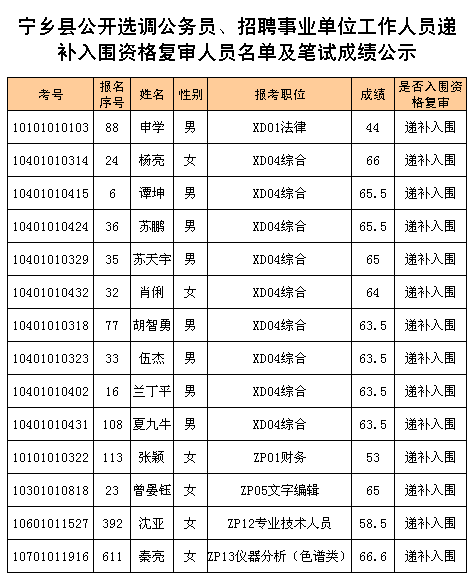 宁乡县公开选调公务员、招聘事业单位工作人员递
补入围资格复审人员名单及笔试成绩公示
考号 报名序号 姓名 性别 报考职位 成绩 是否入围资格复审
10101010103 88 申学 男 XD01法律 44 递补入围
10401010314 24 杨亮 女 XD04综合 66 递补入围
10401010415 6 谭坤 男 XD04综合 65.5 递补入围
10401010424 36 苏鹏 男 XD04综合 65.5 递补入围
10401010329 35 苏天宇 男 XD04综合 65 递补入围
10401010432 32 肖俐 女 XD04综合 64 递补入围
10401010318 77 胡智勇 男 XD04综合 63.5 递补入围
10401010323 33 伍杰 男 XD04综合 63.5 递补入围
10401010402 16 兰丁平 男 XD04综合 63.5 递补入围
10401010431 108 夏九牛 男 XD04综合 63.5 递补入围
10101010322 113 张颖 女 ZP01财务 53 递补入围
10301010818 23 曾晏钰 女 ZP05文字编辑 65 递补入围
10601011527 392 沈亚 女 ZP12专业技术人员 58.5 递补入围
10701011916 611 秦亮 女 ZP13仪器分析（色谱类） 66.6 递补入围